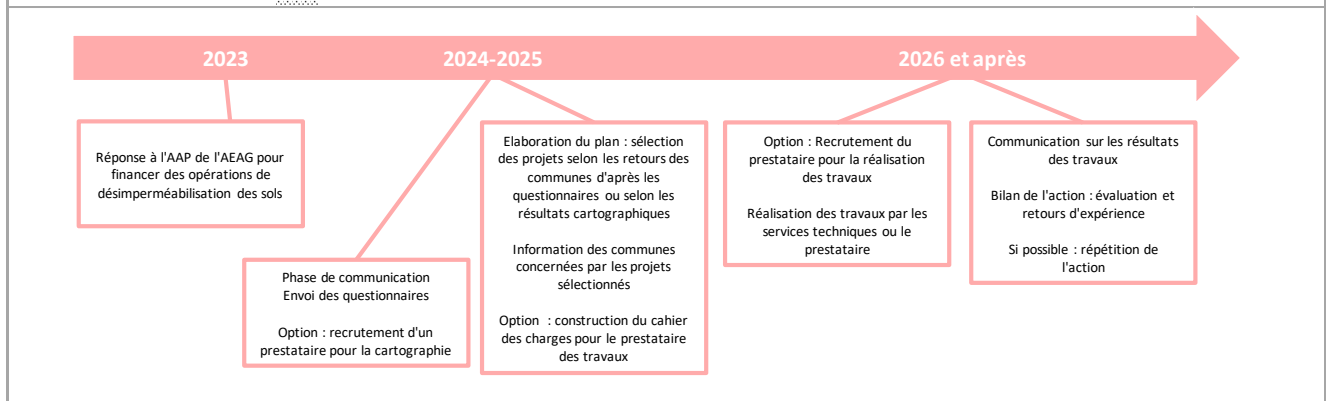 2023
2024-2025
2026 et après
Réponse à l'AAP de l'AEAG pour
financer des opérations de
désimperméabilisation des sols
Phase de communication
Envoi des questionnaires
Option : recrutement d'un
prestataire pour la cartographie
Elaboration du plan : sélection
des projets selon les retours des
communes d'après les
questionnaires ou selon les
résultats cartographiques
Information des communes
concernées par les projets
sélectionnés
Option : construction du cahier
des charges pour le prestataire
des travaux
Option : Recrutement du
prestataire pour la réalisation
des travaux
Réalisation des travaux par les
services techniques ou le
prestataire
Communication sur les résultats
des travaux
Bilan de l'action : évaluation et
retours d'expérience
Si possible : répétition de
l'action